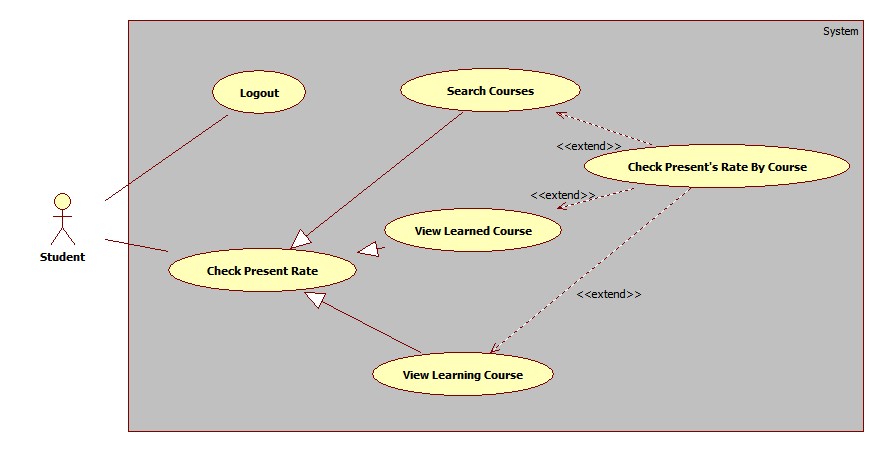 System
Logout
Search Courses
<<extend>>
Check Present's Rate By Course
<<extend>>
View Learned Course
Student
Check Present Rate
<<extend>>
View Learning Course